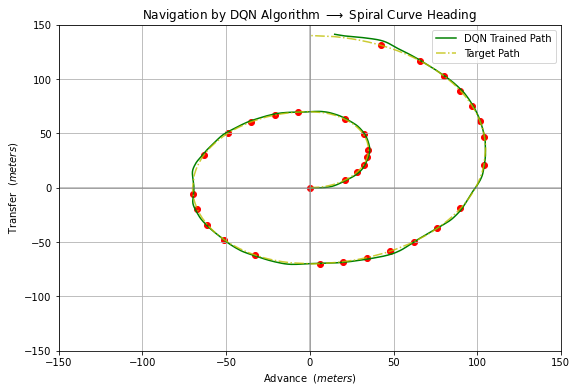 Navigation by DQN Algorithm ⟶ Spiral Curve Heading
DQN Trained Path
Target Path
150
100
50
0
−50
−100
−150
Transfer (meters)
−150
−100
−50
0
50
100
150
Advance (meters)